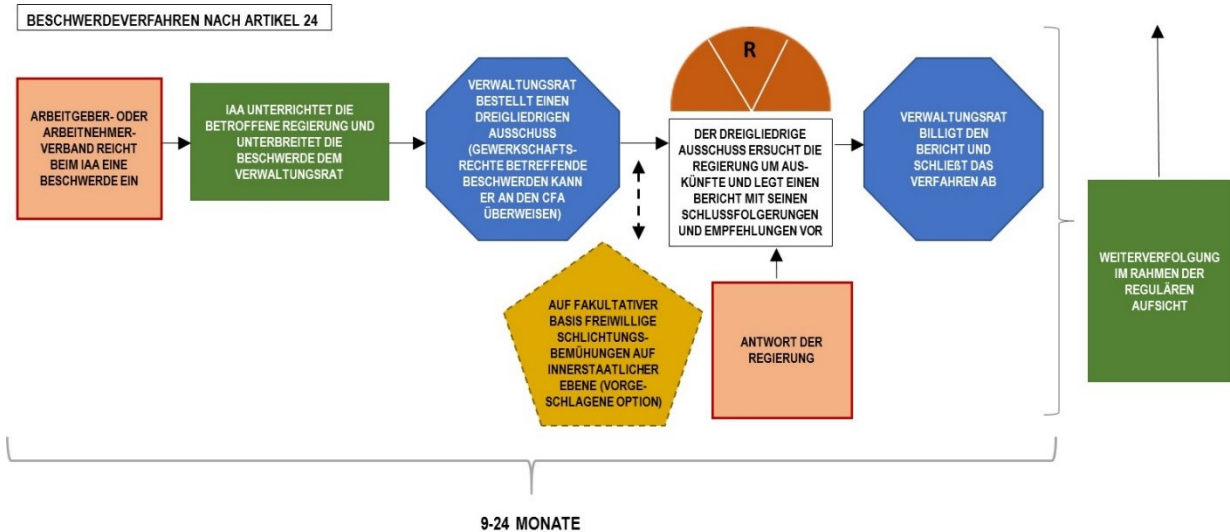 BESCHWERDEVERFAHREN NACH ARTIKEL 24
ARBEITGEBER- ODER
ARBEITNEHMER-
VERBAND REICHT
BEIM IAA EINE
BESCHWERDE EIN
IAA UNTERRICHTET DIE
BETROFFENE REGIERUNG UND
UNTERBREITET DIE
BESCHWERDE DEM
VERWALTUNGSRAT
VERWALTUNGSRAT
BESTELLT EINEN
DREIGLIEDRIGEN
AUSSCHUSS
(GEWERKSCHAFTS-
RECHTE BETREFFENDE
BESCHWERDEN KANN
ER AN DEN CFA
ÜBERWEISEN)
R
DER DREIGLIEDRIGE
AUSSCHUSS ERSUCHT DIE
REGIERUNG UM AUS-
KÜNFTE UND LEGT EINEN
BERICHT MIT SEINEN
SCHLUSSFOLGERUNGEN
UND EMPFEHLUNGEN VOR
VERWALTUNGSRAT
BILLIGT DEN
BERICHT UND
SCHLIEßT DAS
VERFAHREN AB
AUF FAKULTATIVER
BASIS FREIWILLIGE
SCHLICHTUNGS-
BEMÜHUNGEN AUF
INNERSTAATLICHER
EBENE (VORGE-
SCHLAGENE OPTION)
ANTWORT DER
REGIERUNG
WEITERVERFOLGUNG
IM RAHMEN DER
REGULÄREN
AUFSICHT
9-24 MONATE